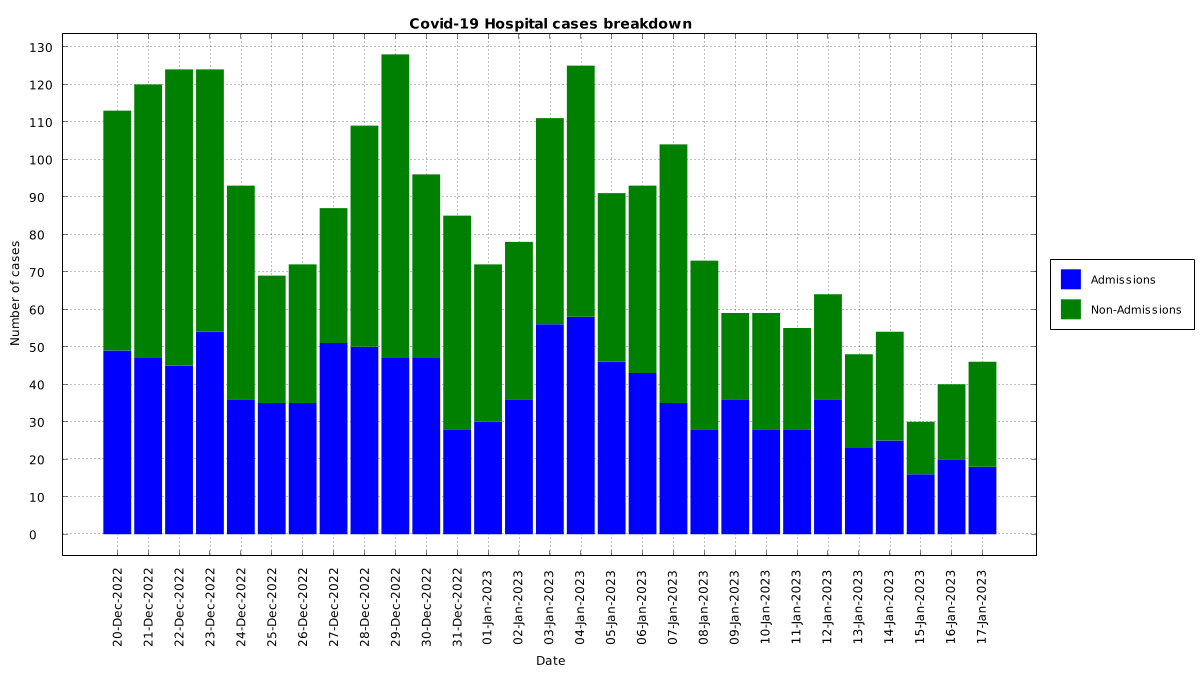 Covid-19 Hospital cases breakdown
130
120
110
100
90
80
70
60
50
40
30
20
10
0
Number of cases
20-Dec-2022
21-Dec-2022
22-Dec-2022
23-Dec-2022
24-Dec-2022
25-Dec-2022
26-Dec-2022
27-Dec-2022
28-Dec-2022
29-Dec-2022
30-Dec-2022
31-Dec-2022
01-Jan-2023
02-Jan-2023
03-Jan-2023
04-Jan-2023
05-Jan-2023
06-Jan-2023
07-Jan-2023
08-Jan-2023
09-Jan-2023
10-Jan-2023
11-Jan-2023
12-Jan-2023
13-Jan-2023
14-Jan-2023
15-Jan-2023
16-Jan-2023
17-Jan-2023
Date
Admissions
Non-Admissions